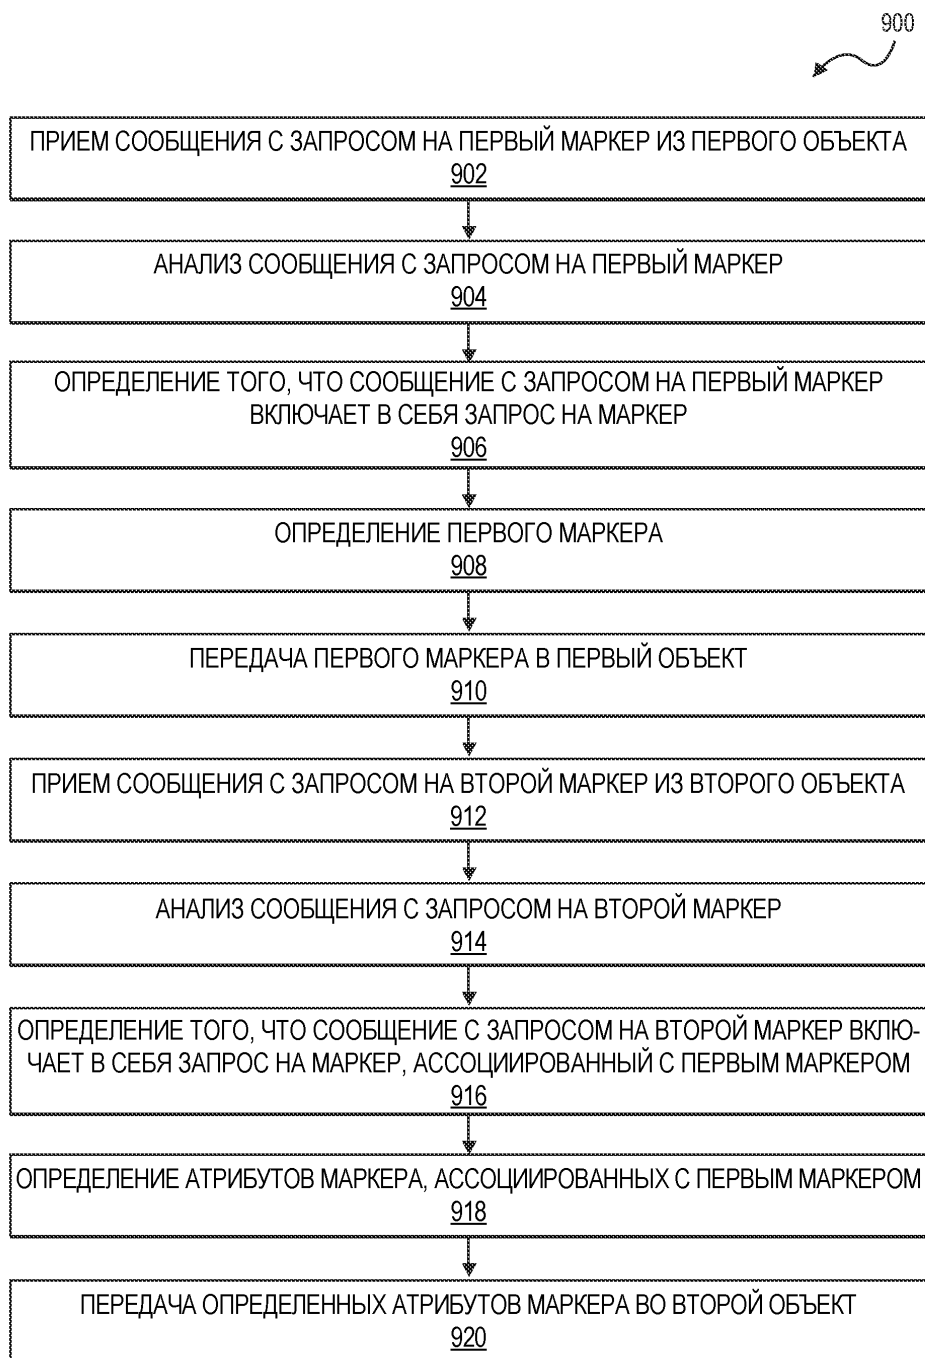 900
ПРИЕМ СООБЩЕНИЯ С ЗАПРОСОМ НА ПЕРВЫЙ МАРКЕР ИЗ ПЕРВОГО ОБЪЕКТА
902
АНАЛИЗ СООБЩЕНИЯ С ЗАПРОСОМ НА ПЕРВЫЙ МАРКЕР
904
ОПРЕДЕЛЕНИЕ ТОГО, ЧТО СООБЩЕНИЕ С ЗАПРОСОМ НА ПЕРВЫЙ МАРКЕР
ВКЛЮЧАЕТ В СЕБЯ ЗАПРОС НА МАРКЕР
906
ОПРЕДЕЛЕНИЕ ПЕРВОГО МАРКЕРА
908
ПЕРЕДАЧА ПЕРВОГО МАРКЕРА В ПЕРВЫЙ ОБЪЕКТ
910
ПРИЕМ СООБЩЕНИЯ С ЗАПРОСОМ НА ВТОРОЙ МАРКЕР ИЗ ВТОРОГО ОБЪЕКТА
912
АНАЛИЗ СООБЩЕНИЯ С ЗАПРОСОМ НА ВТОРОЙ МАРКЕР
914
ОПРЕДЕЛЕНИЕ ТОГО, ЧТО СООБЩЕНИЕ С ЗАПРОСОМ НА ВТОРОЙ МАРКЕР ВКЛЮ-
ЧАЕТ В СЕБЯ ЗАПРОС НА МАРКЕР, АССОЦИИРОВАННЫЙ С ПЕРВЫМ МАРКЕРОМ
916
ОПРЕДЕЛЕНИЕ АТРИБУТОВ МАРКЕРА, АССОЦИИРОВАННЫХ С ПЕРВЫМ МАРКЕРОМ
918
ПЕРЕДАЧА ОПРЕДЕЛЕННЫХ АТРИБУТОВ МАРКЕРА ВО ВТОРОЙ ОБЪЕКТ
920